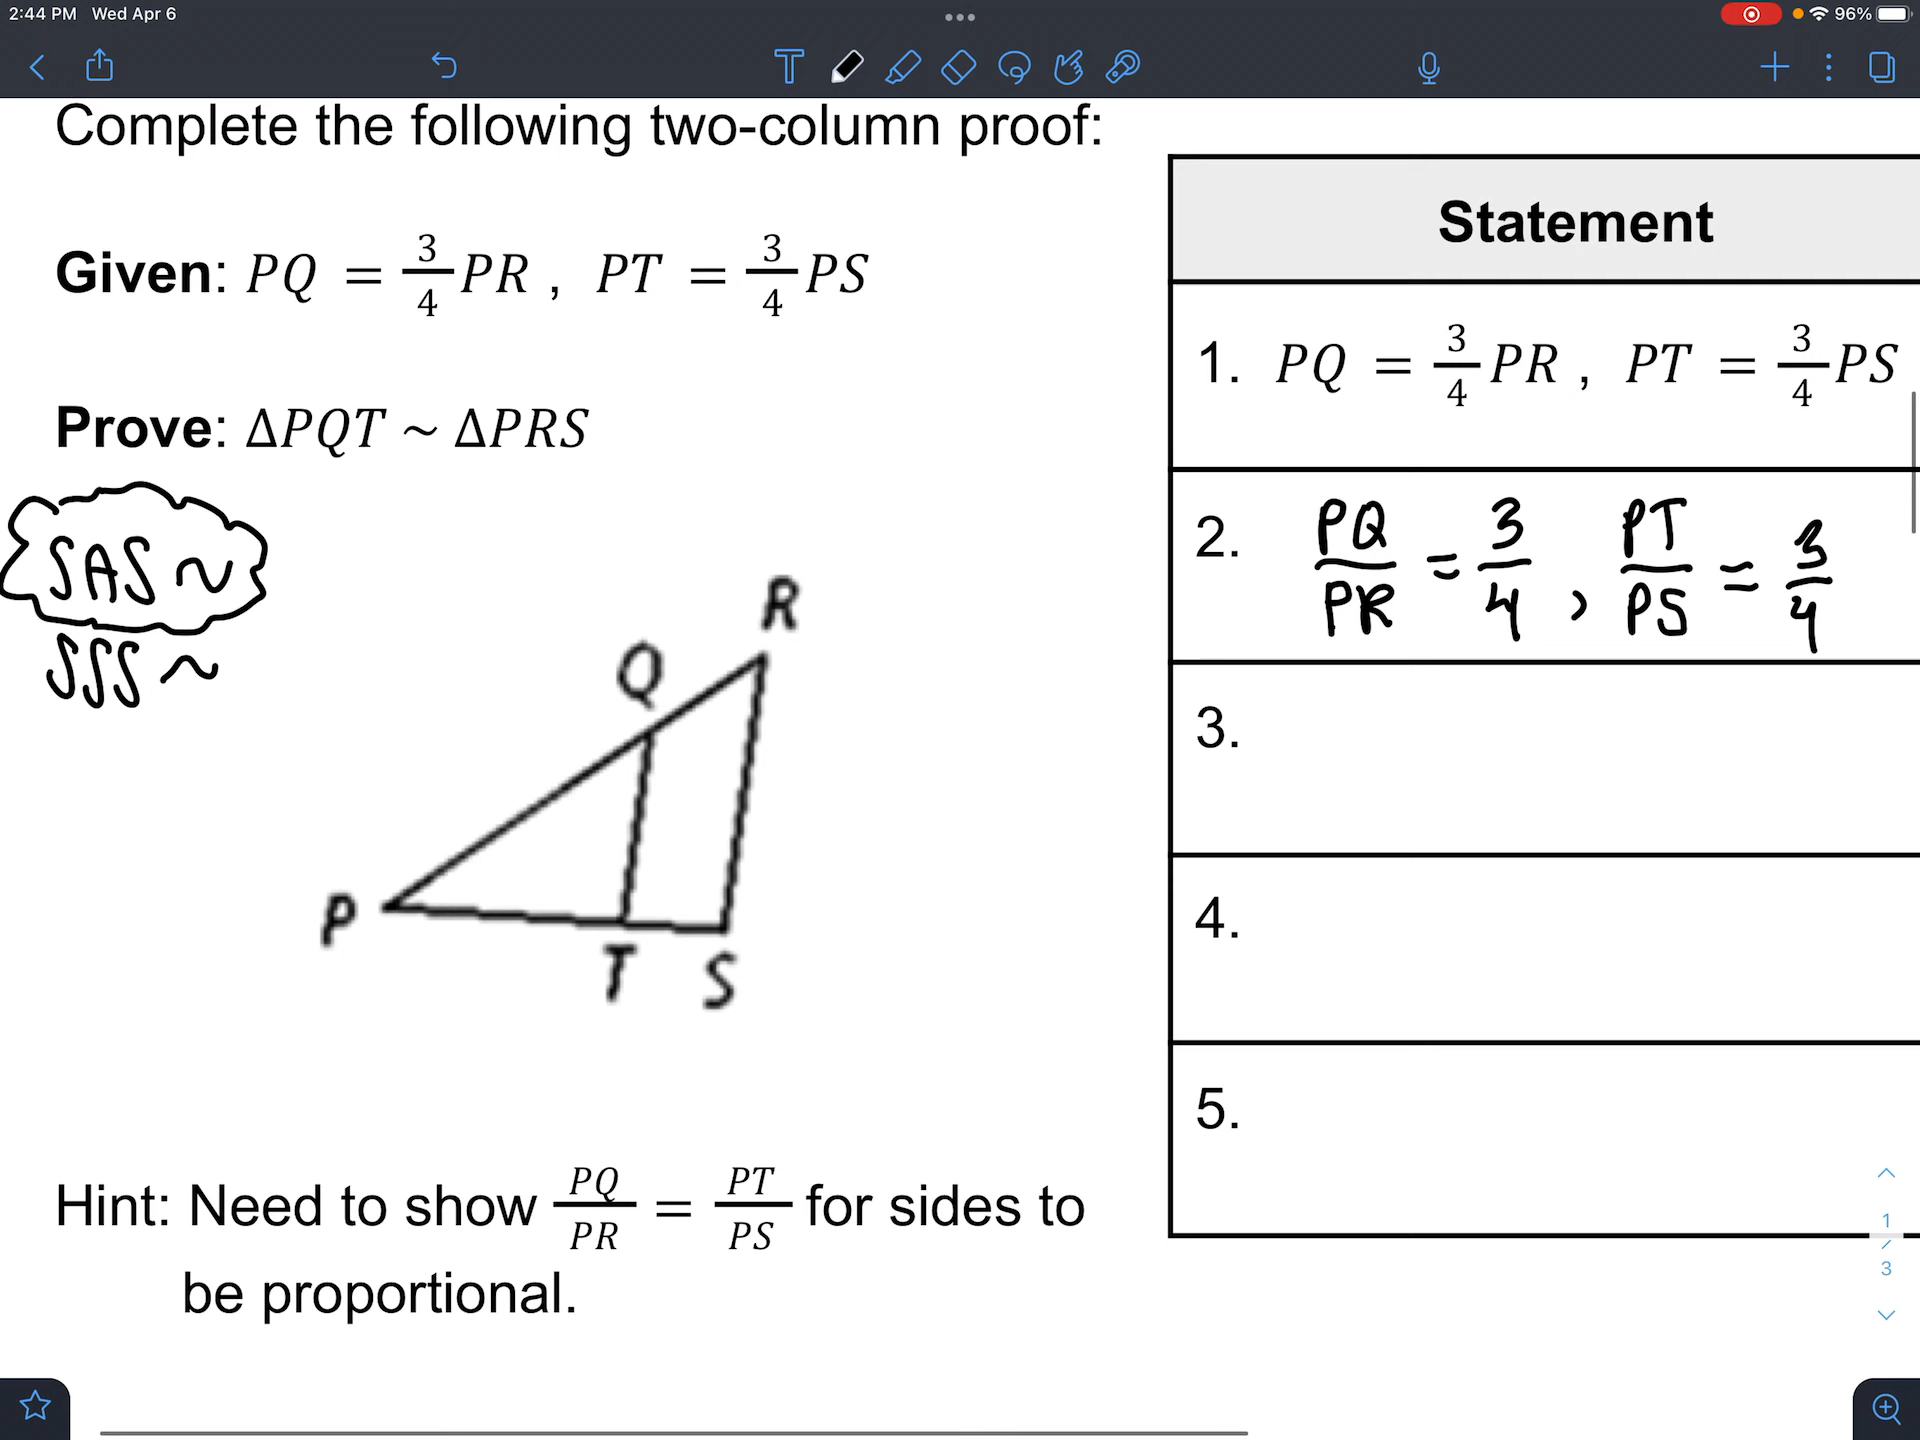 2:44 PM Wed Apr 6
96%
Complete the following two-column proof:
Given: PQ = 3/4 PR , PT = 3/4 PS
Prove: ΔPQT ~ ΔPRS
SAS ~
SSS ~
R
Q
P
T S
Hint: Need to show PQ/PR = PT/PS for sides to
be proportional.
Statement
1. PQ = 3/4 PR , PT = 3/4 PS
2. PQ/PR = 3/4 , PT/PS = 3/4
3.
4.
5.
1
/
3